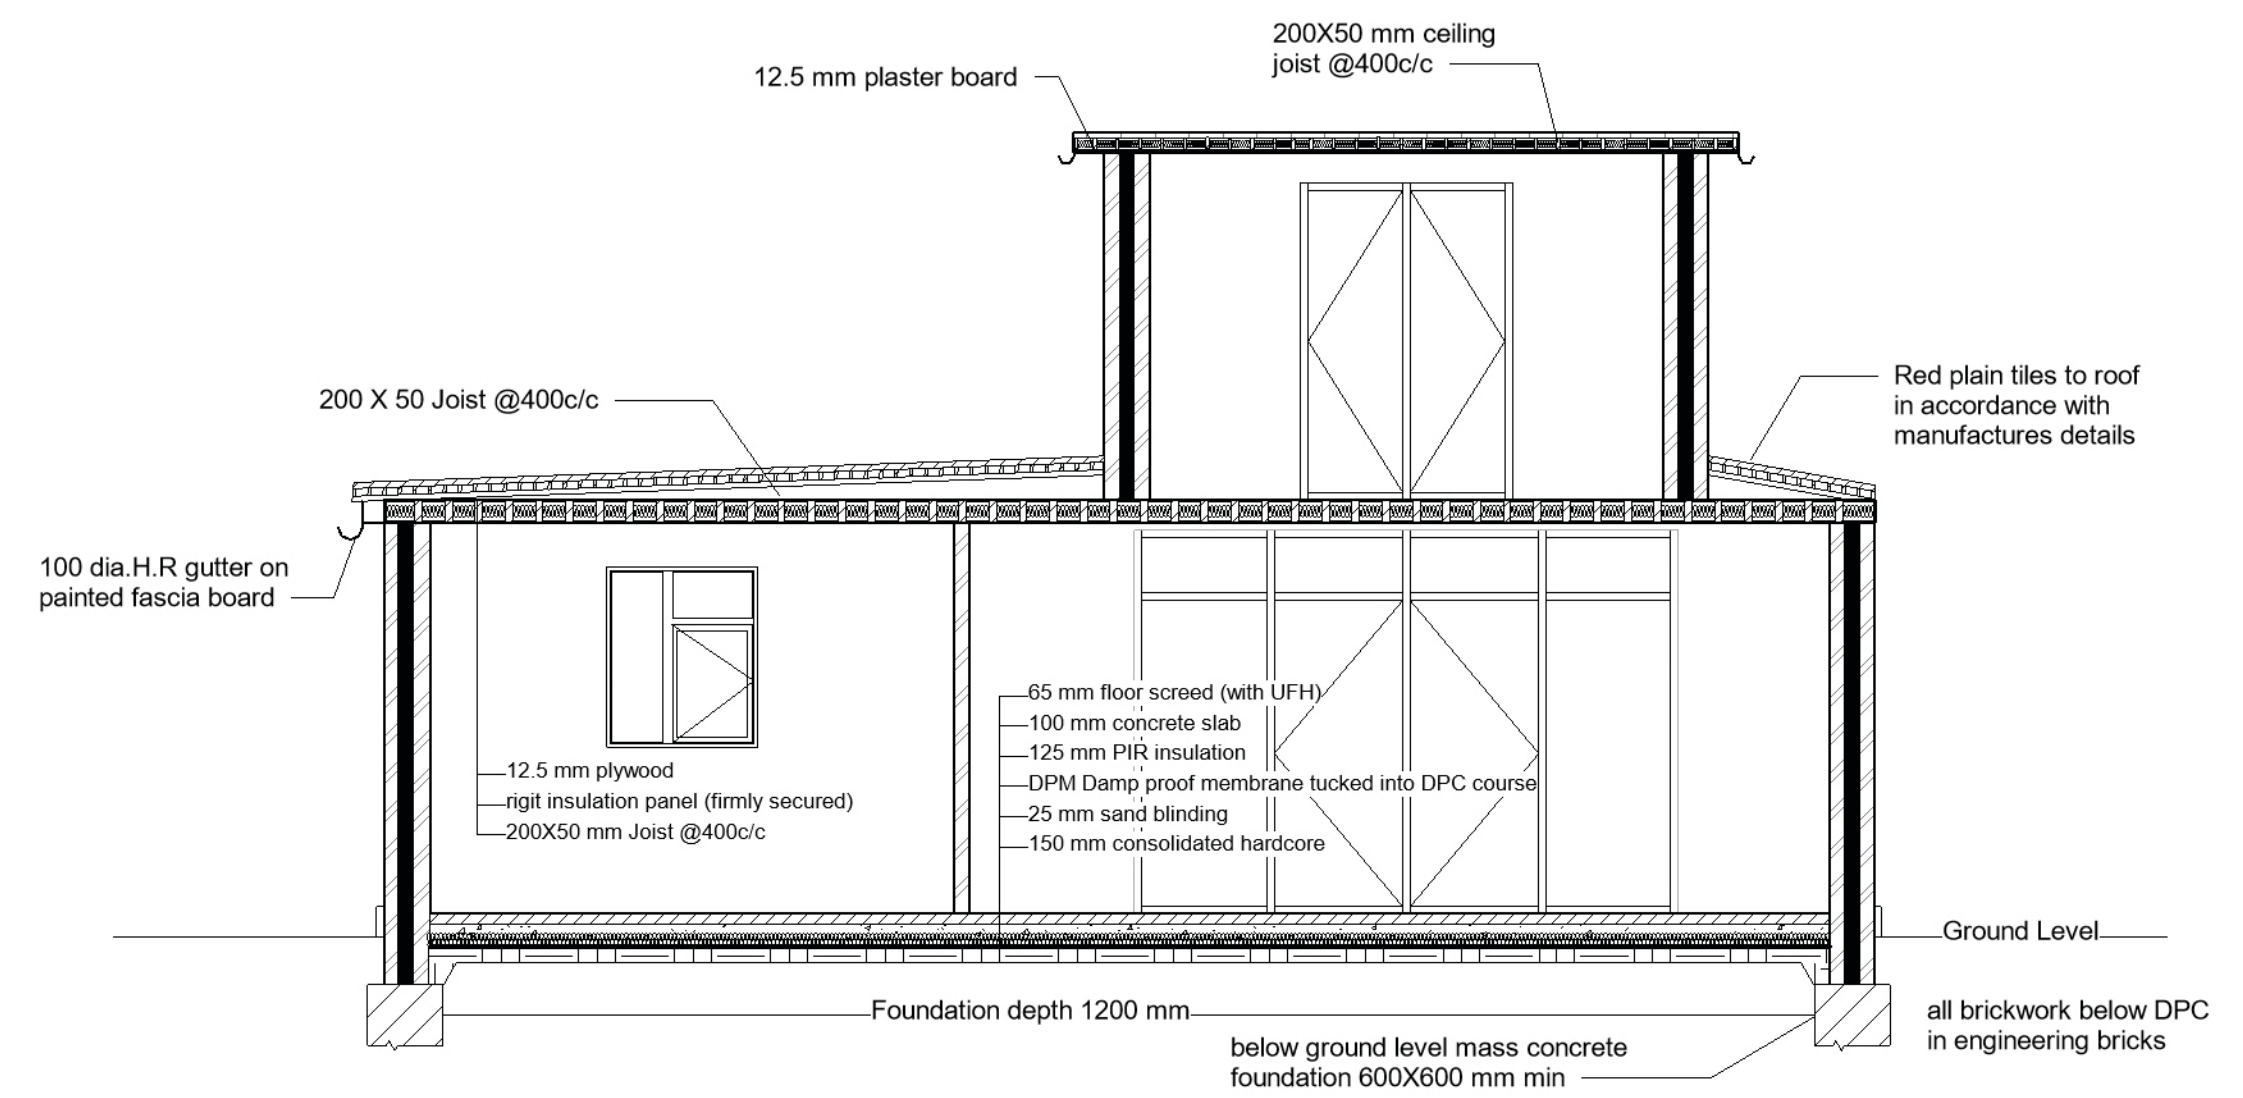 200X50 mm ceiling
joist @400c/c
12.5 mm plaster board
Red plain tiles to roof
in accordance with
manufactures details
200 X 50 Joist @400c/c
100 dia.H.R gutter on
painted fascia board
65 mm floor screed (with UFH)
100 mm concrete slab
125 mm PIR insulation
DPM Damp proof membrane tucked into DPC course
25 mm sand blinding
150 mm consolidated hardcore
12.5 mm plywood
rigit insulation panel (firmly secured)
200X50 mm Joist @400c/c
Ground Level
Foundation depth 1200 mm
all brickwork below DPC
in engineering bricks
below ground level mass concrete
foundation 600X600 mm min